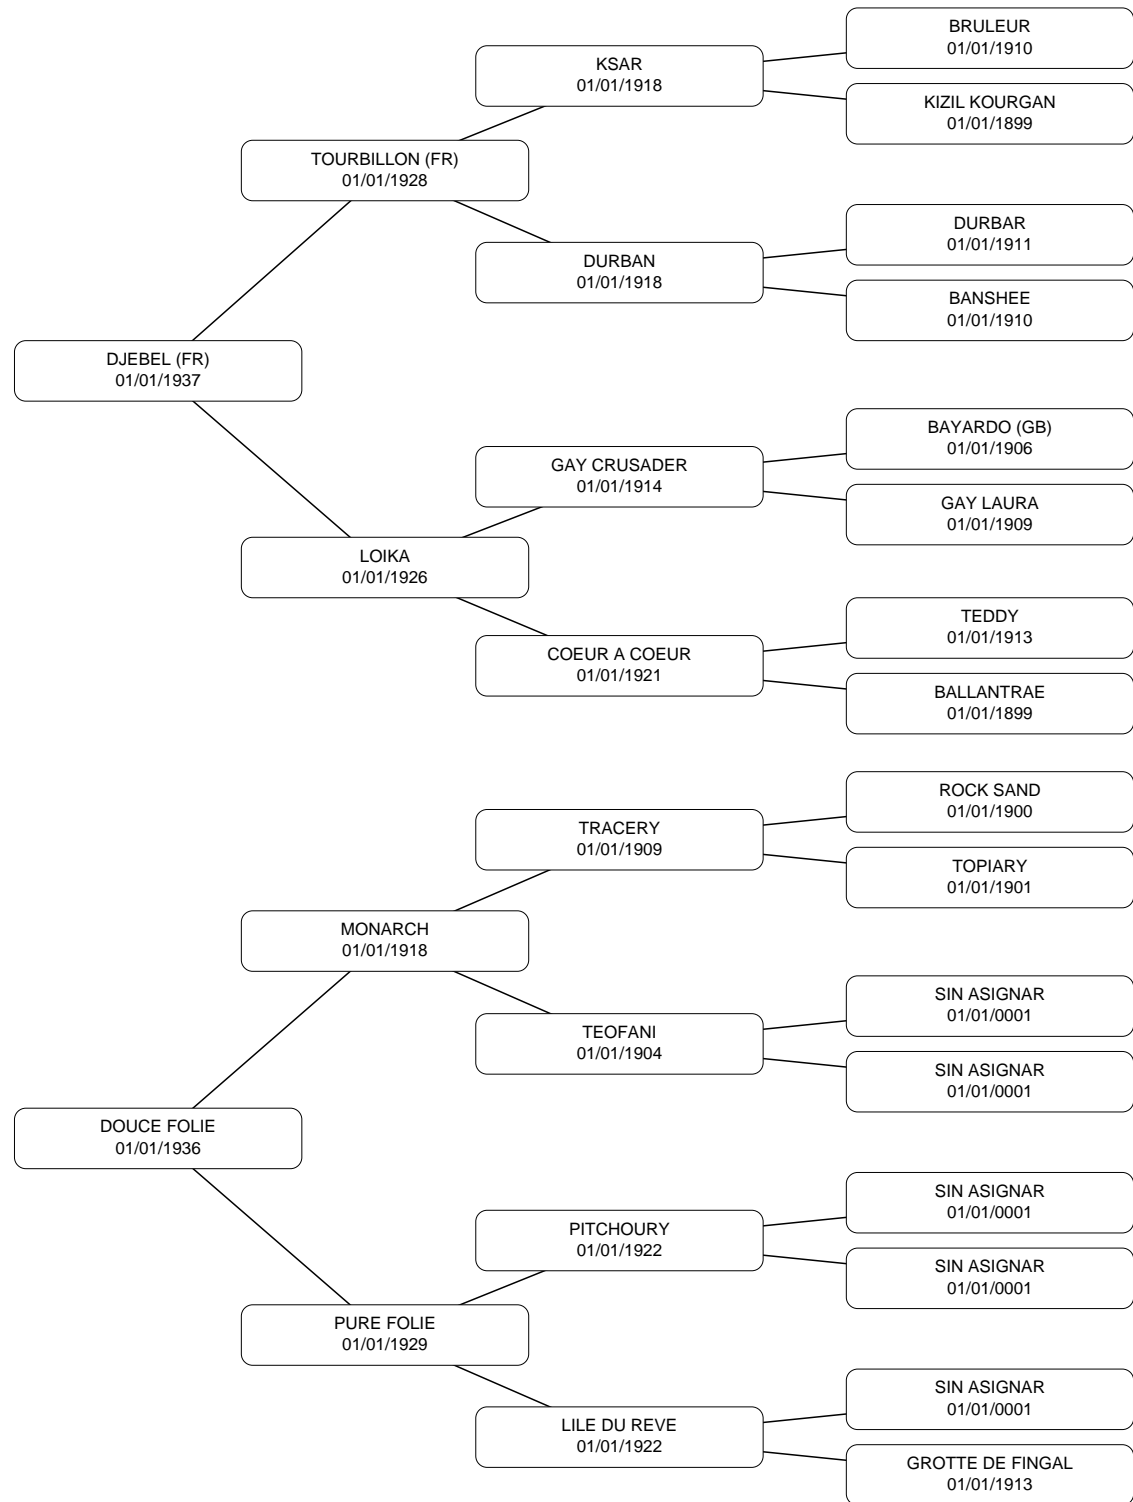 BRULEUR
01/01/1910
KSAR
01/01/1918
KIZIL KOURGAN
01/01/1899
TOURBILLON (FR)
01/01/1928
DURBAR
01/01/1911
DURBAN
01/01/1918
BANSHEE
01/01/1910
DJEBEL (FR)
01/01/1937
BAYARDO (GB)
01/01/1906
GAY CRUSADER
01/01/1914
GAY LAURA
01/01/1909
LOIKA
01/01/1926
TEDDY
01/01/1913
COEUR A COEUR
01/01/1921
BALLANTRAE
01/01/1899
ROCK SAND
01/01/1900
TRACERY
01/01/1909
TOPIARY
01/01/1901
MONARCH
01/01/1918
SIN ASIGNAR
01/01/0001
TEOFANI
01/01/1904
SIN ASIGNAR
01/01/0001
DOUCE FOLIE
01/01/1936
SIN ASIGNAR
01/01/0001
PITCHOURY
01/01/1922
SIN ASIGNAR
01/01/0001
PURE FOLIE
01/01/1929
SIN ASIGNAR
01/01/0001
LILE DU REVE
01/01/1922
GROTTE DE FINGAL
01/01/1913